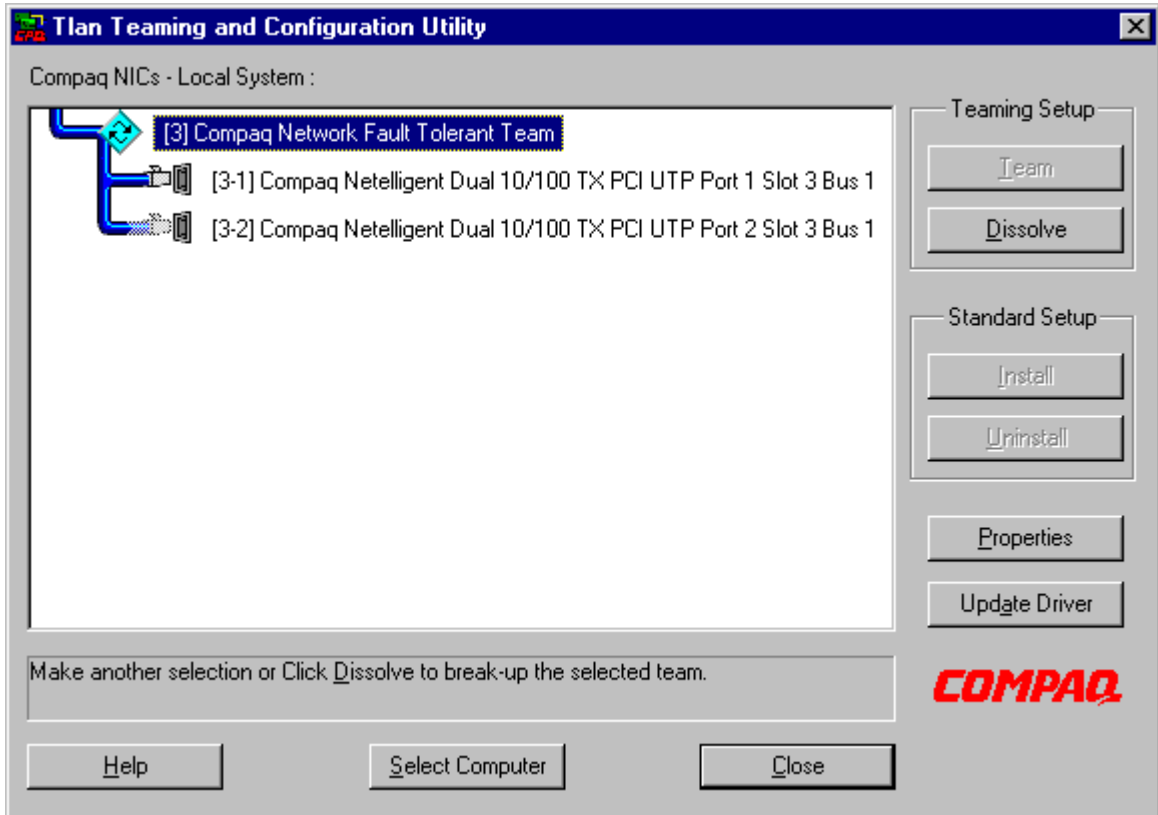 Tlan Teaming and Configuration Utility
Compaq NICs - Local System :
[3] Compaq Network Fault Tolerant Team
[3-1] Compaq Netelligent Dual 10/100 TX PCI UTP Port 1 Slot 3 Bus 1
[3-2] Compaq Netelligent Dual 10/100 TX PCI UTP Port 2 Slot 3 Bus 1
Teaming Setup
Team
Dissolve
Standard Setup
Install
Uninstall
Properties
Update Driver
Make another selection or Click Dissolve to break-up the selected team.
COMPAQ
Help
Select Computer
Close